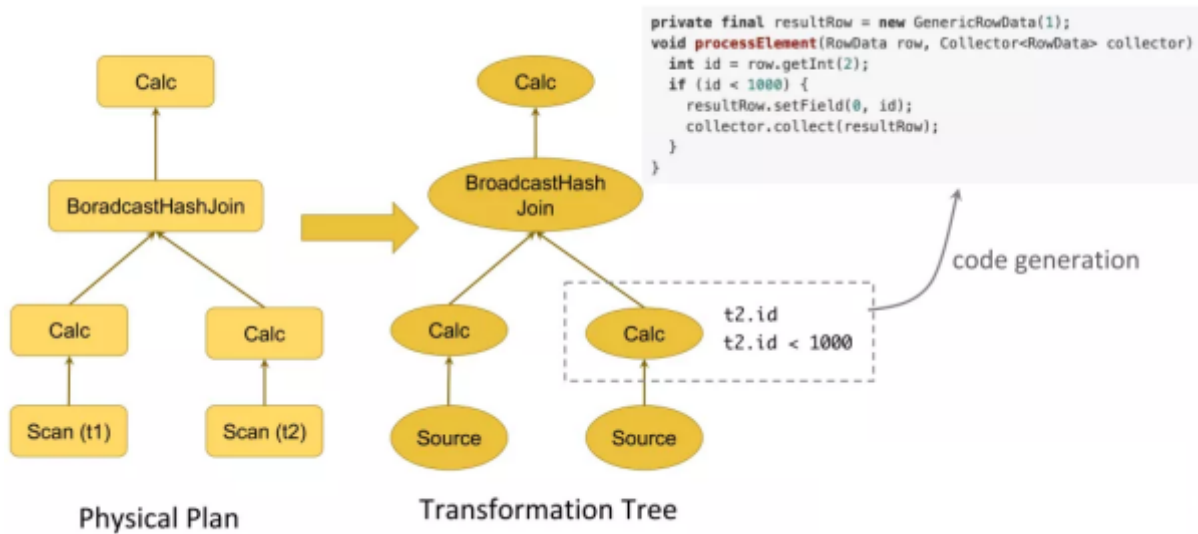 private final resultRow = new GenericRowData(1);
void processElement(RowData row, Collector<RowData> collector)
int id = row.getInt(2);
if (id < 1000) {
resultRow.setField(0, id);
collector.collect(resultRow);
}
}
Calc
BoradcastHashJoin
Calc
Calc
Scan (t1)
Scan (t2)
Physical Plan
Calc
BroadcastHash
Join
Calc
Calc
t2.id
t2.id < 1000
Source
Source
Transformation Tree
code generation